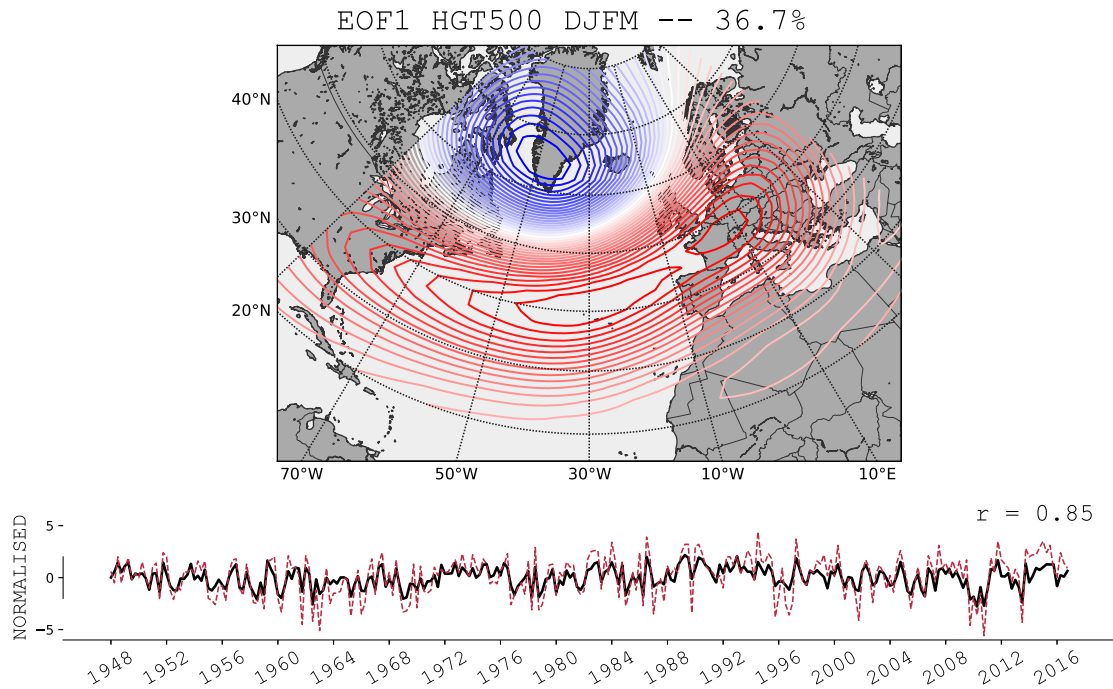 EOF1 HGT500 DJFM -- 36.7%
40°N
30°N
20°N
70°W 50°W 30°W 10°W 10°E
r = 0.85
NORMALISED
5
0
−5
1948 1952 1956 1960 1964 1968 1972 1976 1980 1984 1988 1992 1996 2000 2004 2008 2012 2016